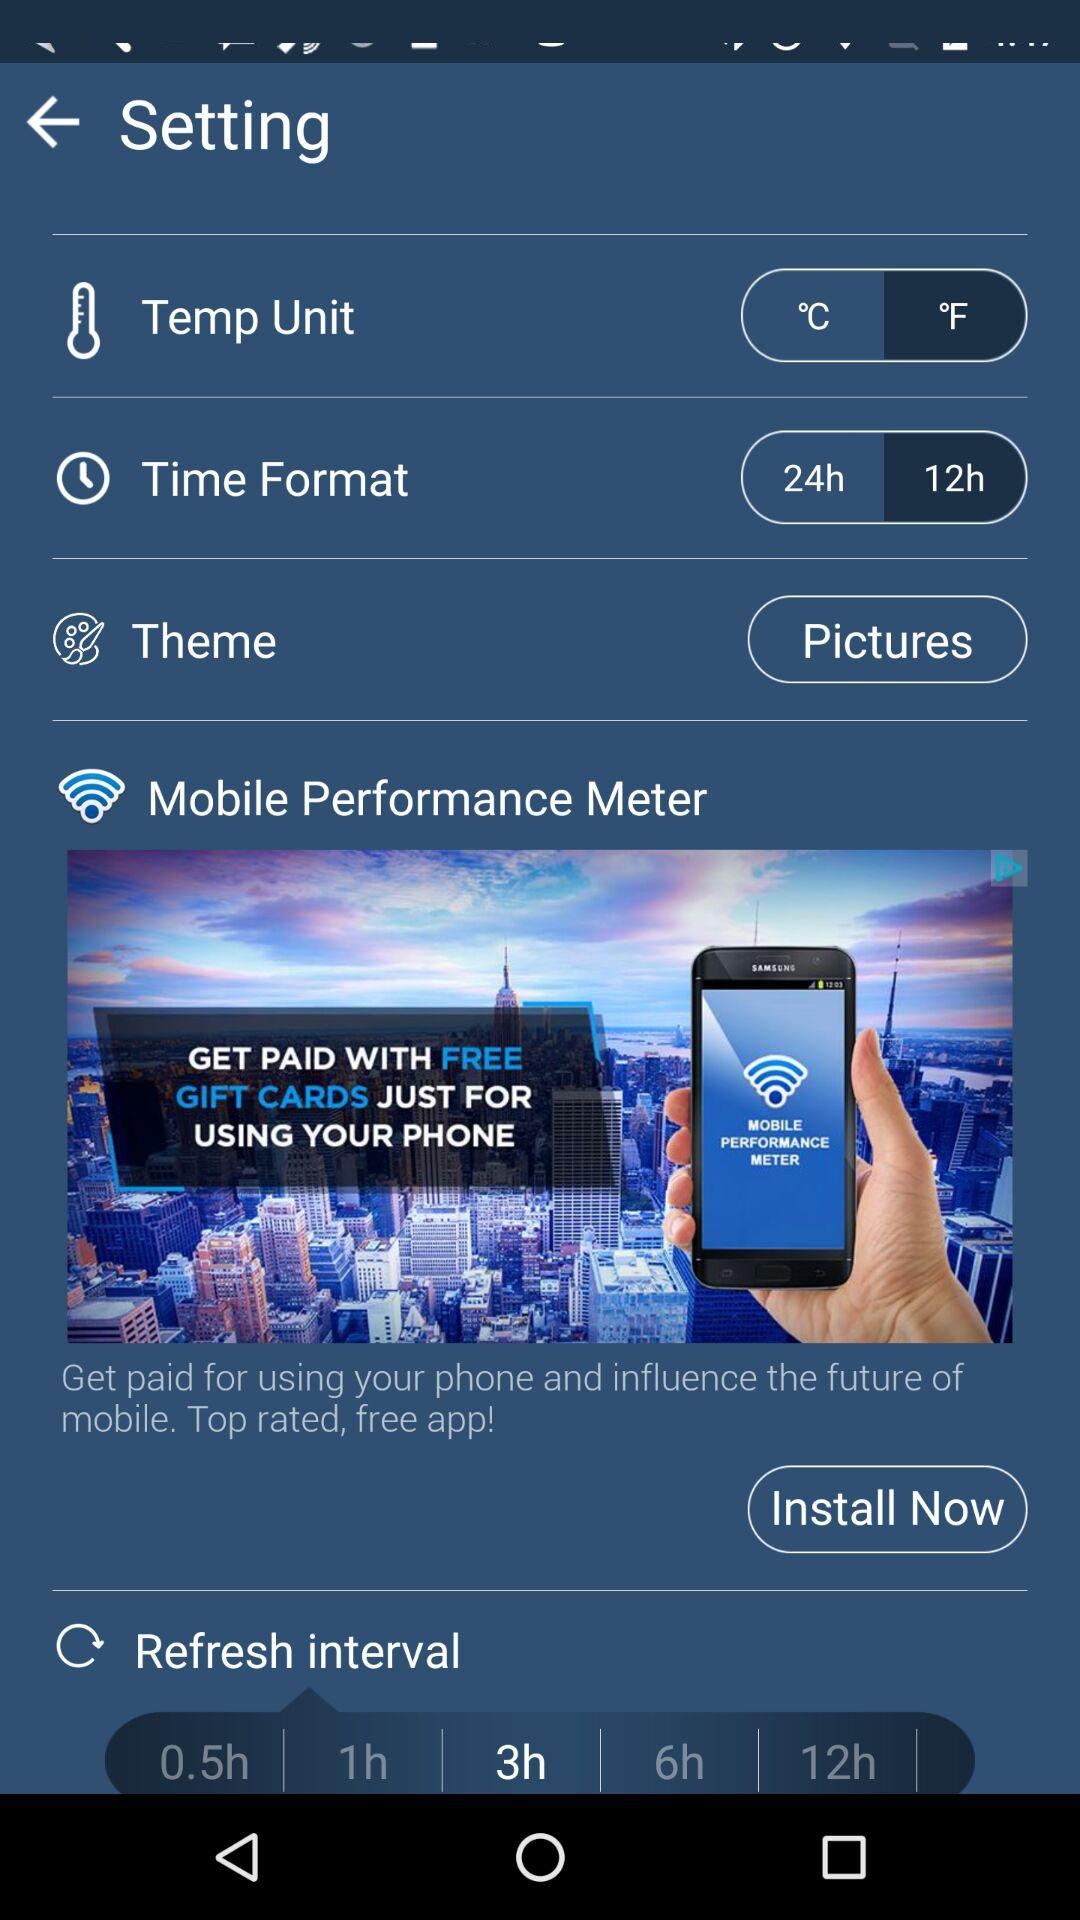 Setting
Temp Unit
°C
°F
Time Format
24h
12h
Theme
Pictures
Mobile Performance Meter
SAMSUNG
12:03
GET PAID WITH FREE
GIFT CARDS JUST FOR
USING YOUR PHONE
MOBILE
PERFORMANCE
METER
Get paid for using your phone and influence the future of
mobile. Top rated, free app!
Install Now
Refresh interval
0.5h
1h
3h
6h
12h